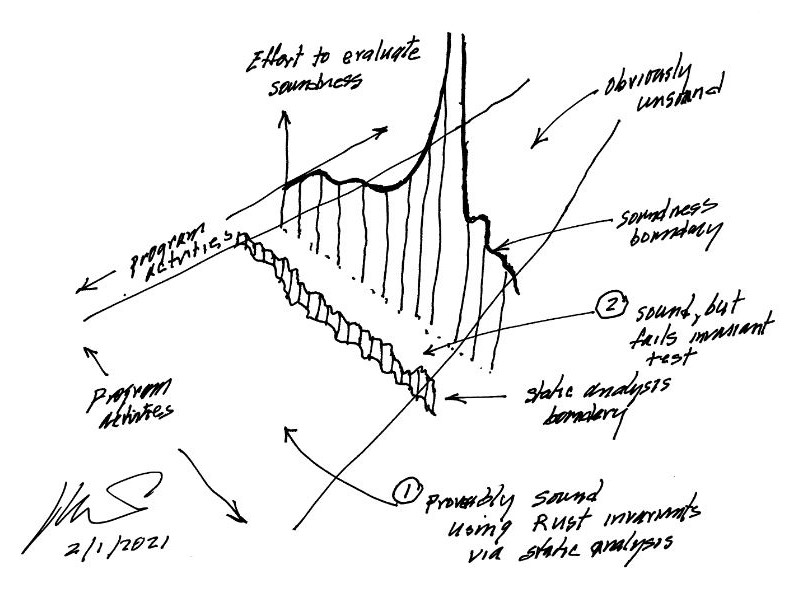 Effort to evaluate
soundness
Obviously
unsound
Program
activities
soundness
boundary
2 sound, but
fails invariant
test
static analysis
boundary
Program
activities
1 Provably sound
using Rust invariants
via static analysis
2/1/2021